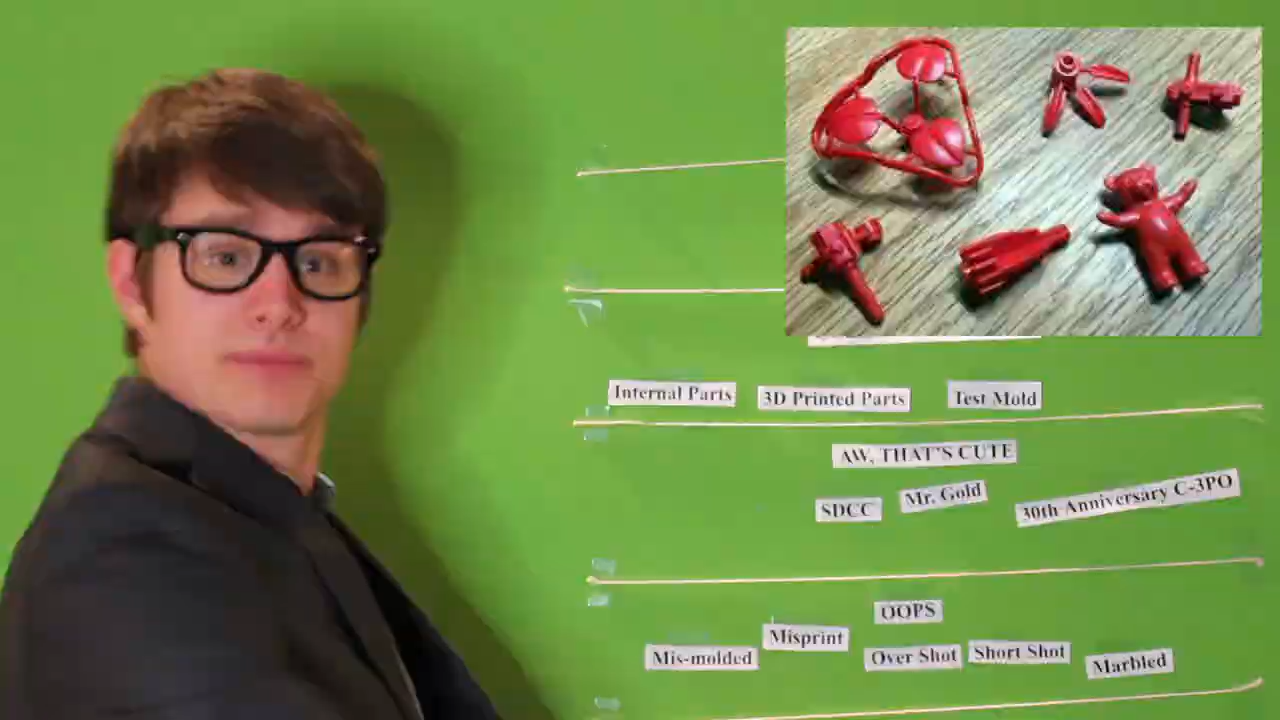 Internal Parts 3D Printed Parts Test Mold
AW, THAT'S CUTE
SDCC Mr. Gold 30th Anniversary C-3PO
OOPS
Mis-molded Misprint Over Shot Short Shot Marbled